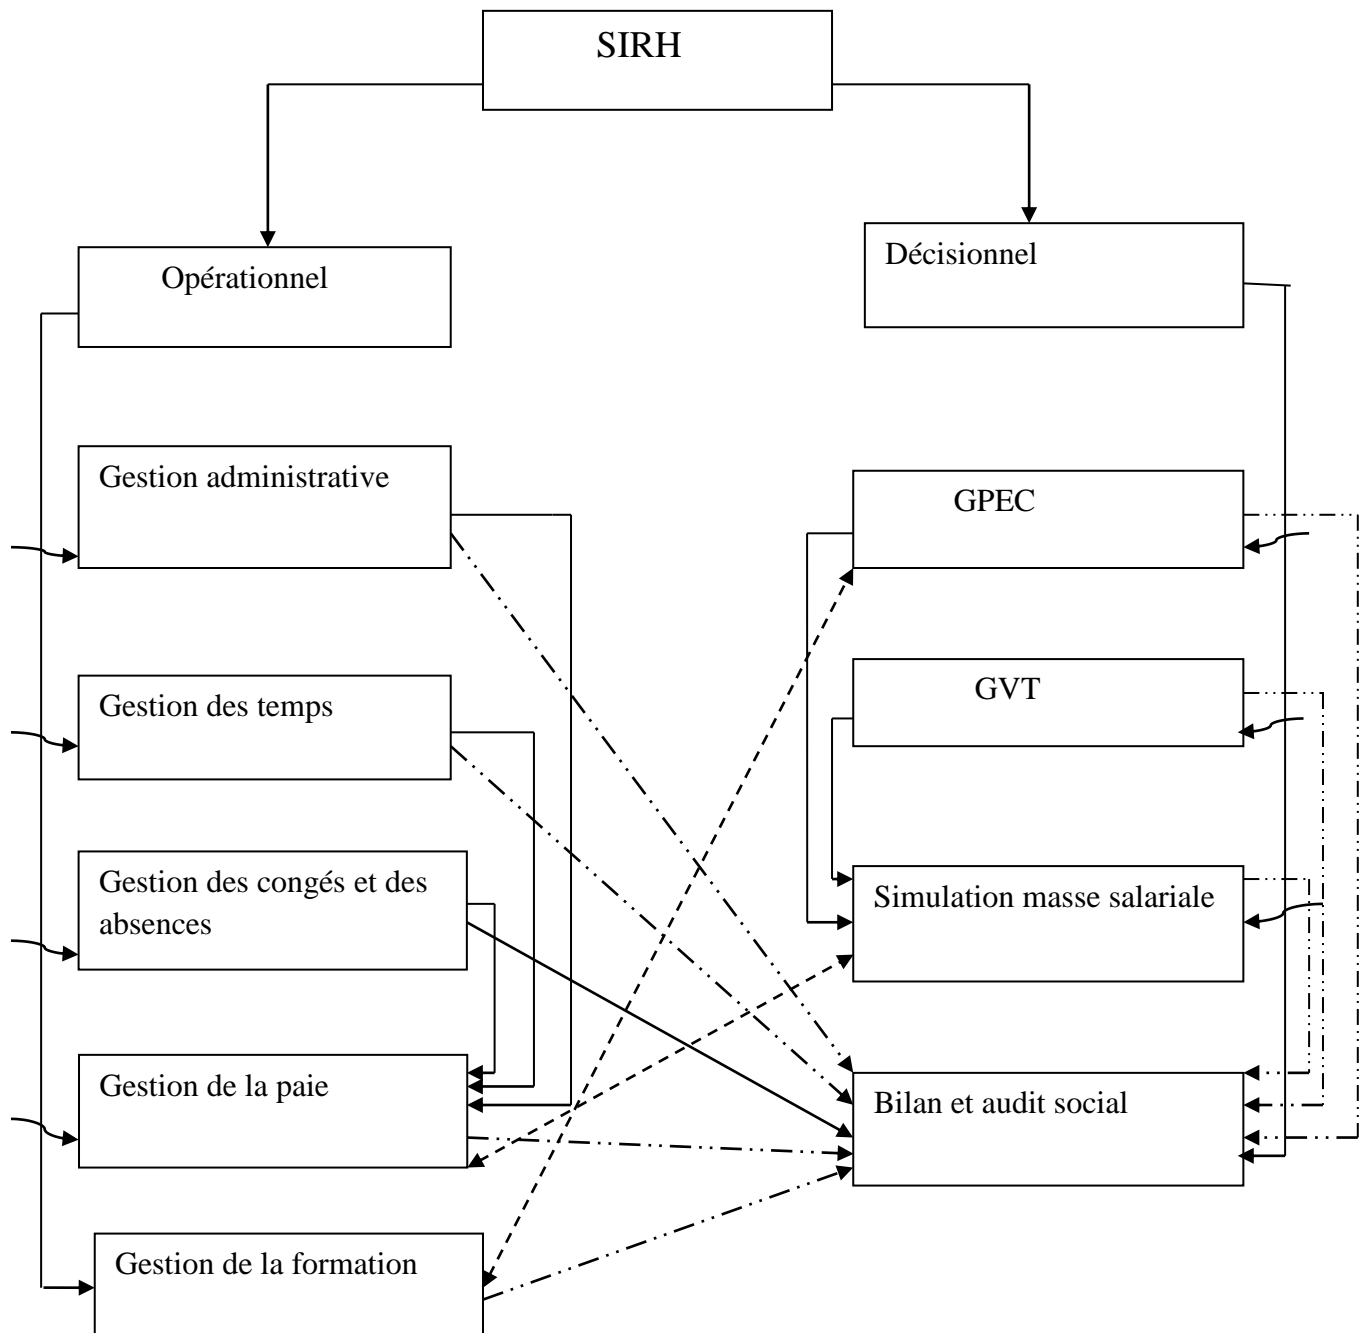 SIRH
Opérationnel
Décisionnel
Gestion administrative
GPEC
Gestion des temps
GVT
Gestion des congés et des
absences
Simulation masse salariale
Gestion de la paie
Bilan et audit social
Gestion de la formation